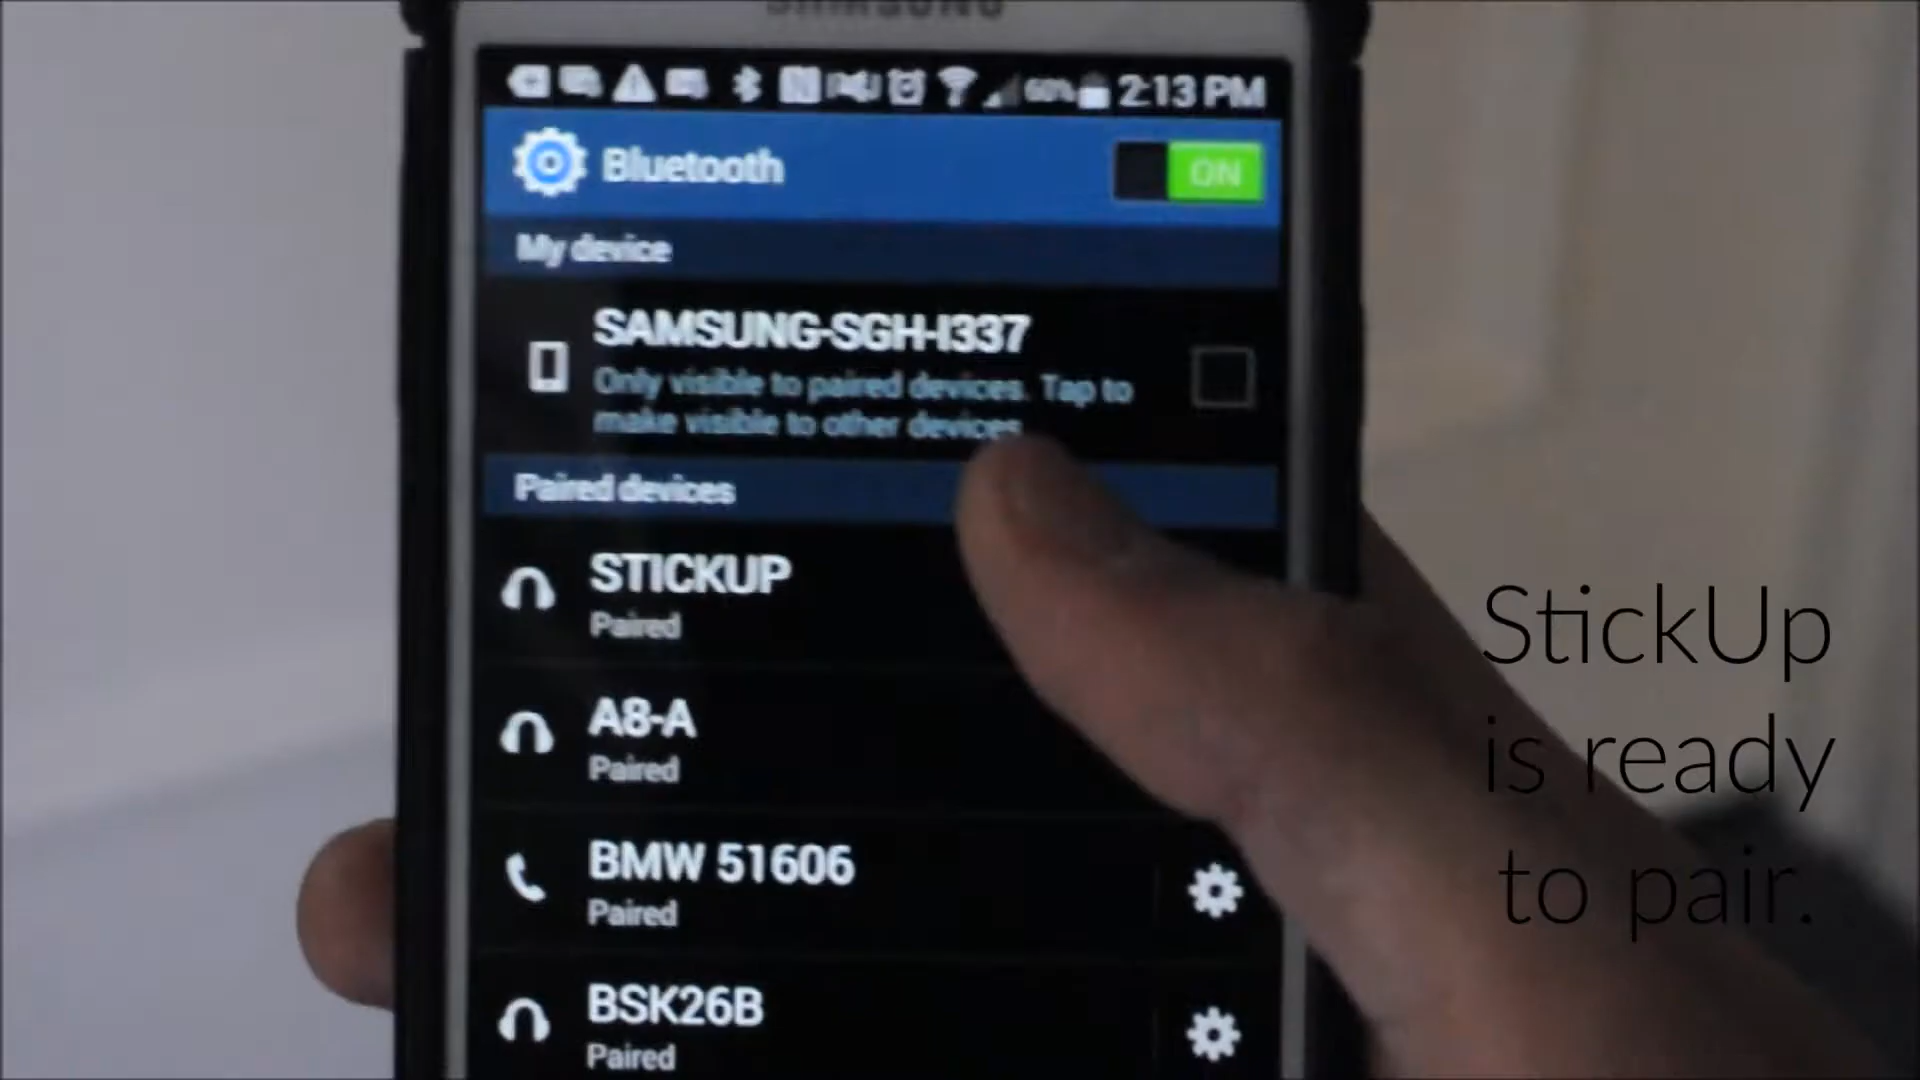 SAMSUNG
60% 2:13 PM
Bluetooth
ON
My device
SAMSUNG-SGH-I337
Only visible to paired devices. Tap to
make visible to other devices.
Paired devices
STICKUP
Paired
A8-A
Paired
BMW 51606
Paired
BSK26B
Paired
StickUp
is ready
to pair.